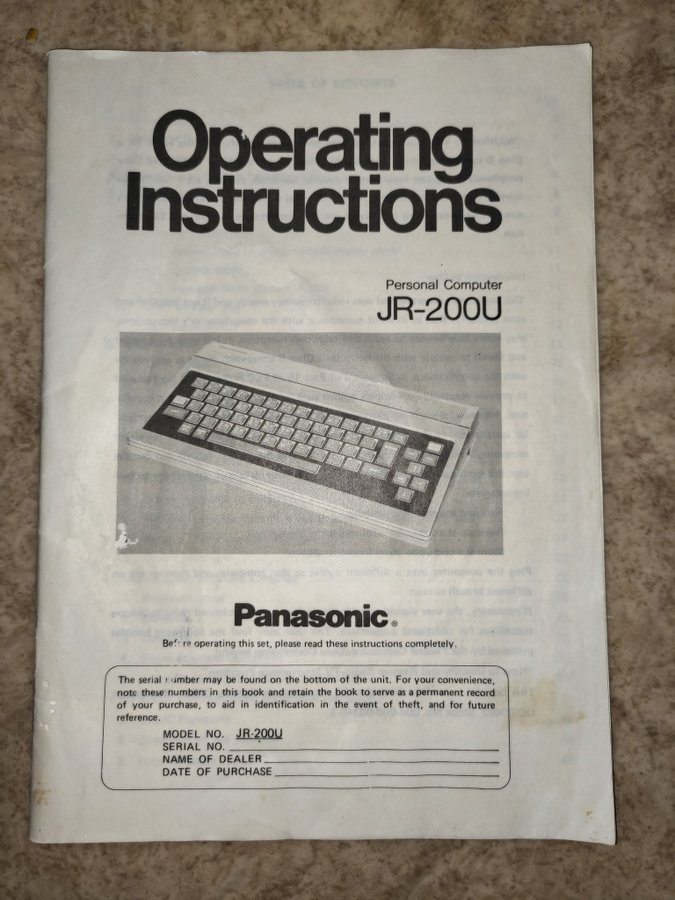 Operating
Instructions
Personal Computer
JR-200U
Panasonic®
Before operating this set, please read these instructions completely.
The serial number may be found on the bottom of the unit. For your convenience,
note these numbers in this book and retain the book to serve as a permanent record
of your purchase, to aid in identification in the event of theft, and for future
reference.
MODEL NO. JR-200U
SERIAL NO.
NAME OF DEALER
DATE OF PURCHASE